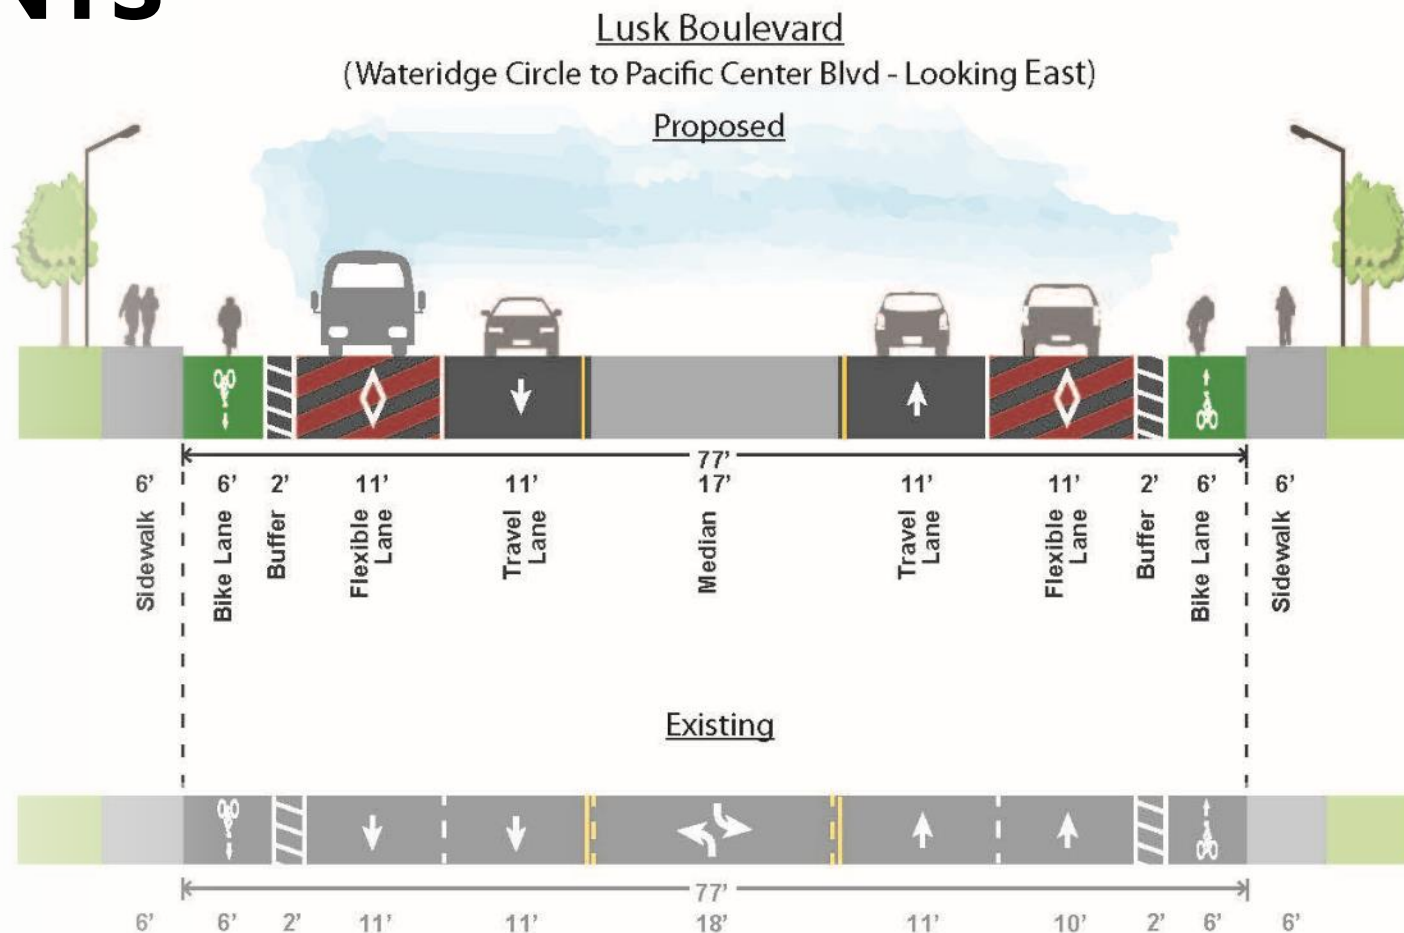 NTS
Lusk Boulevard
(Wateridge Circle to Pacific Center Blvd - Looking East)
Proposed
77'
6' 6' 2' 11' 11' 17' 11' 11' 2' 6' 6'
Sidewalk
Bike Lane
Buffer
Flexible
Lane
Travel
Lane
Median
Travel
Lane
Flexible
Lane
Buffer
Bike Lane
Sidewalk
Existing
77'
6' 6' 2' 11' 11' 18' 11' 10' 2' 6' 6'